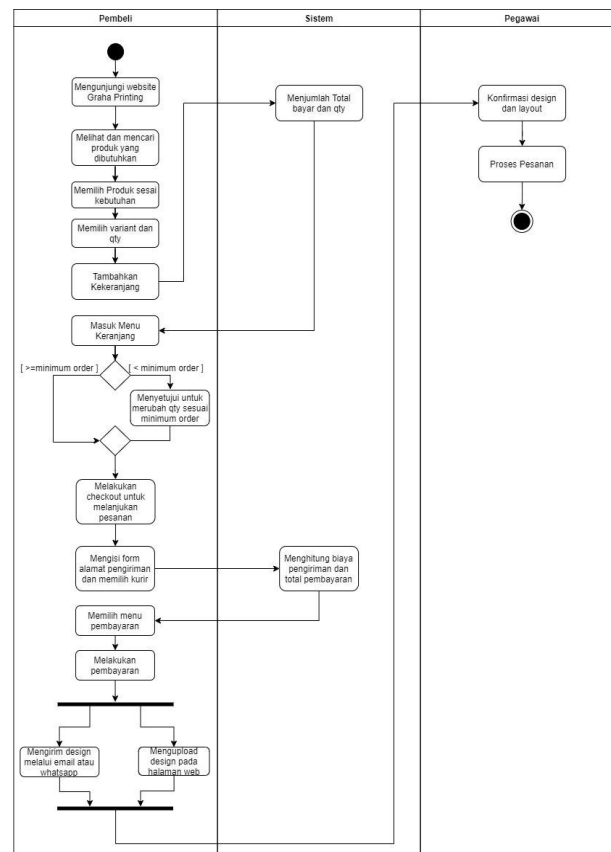 Pembeli
Sistem
Pegawai
Mengunjungi website
Graha Printing
Melihat dan mencari
produk yang
dibutuhkan
Memilih Produk sesai
kebutuhan
Memilih variant dan
qty
Tambahkan
Kekeranjang
Menjumlah Total
bayar dan qty
Masuk Menu
Keranjang
[ >=minimum order ]
[ < minimum order ]
Menyetujui untuk
merubah qty sesuai
minimum order
Melakukan
checkout untuk
melanjukan
pesanan
Mengisi form
alamat pengiriman
dan memilih kurir
Menghitung biaya
pengiriman dan
total pembayaran
Memilih menu
pembayaran
Melakukan
pembayaran
Mengirim design
melalui email atau
whatsapp
Mengupload
design pada
halaman web
Konfirmasi design
dan layout
Proses Pesanan